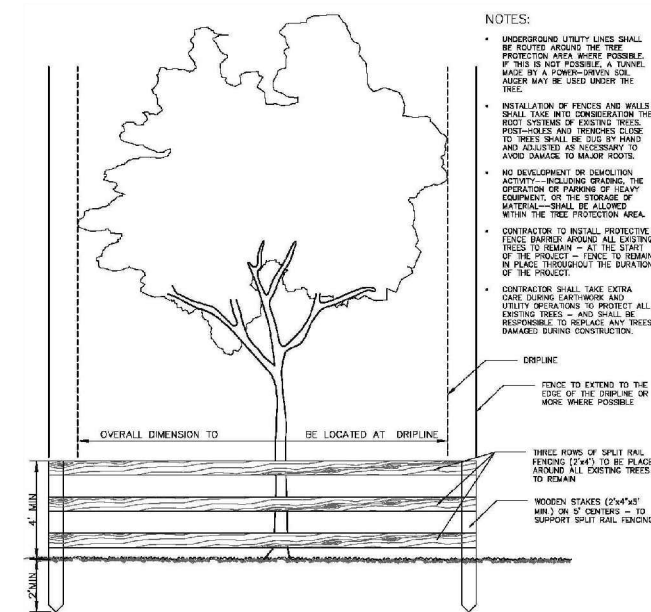 NOTES:
• UNDERGROUND UTILITY LINES SHALL
BE ROUTED AROUND THE TREE
PROTECTION AREA WHERE POSSIBLE.
IF THIS IS NOT POSSIBLE, A TUNNEL
MADE BY A POWER-DRIVEN SOIL
AUGER MAY BE USED UNDER THE
TREE.
• INSTALLATION OF FENCES AND WALLS
SHALL TAKE INTO CONSIDERATION THE
ROOT SYSTEMS OF EXISTING TREES.
POST-HOLES AND TRENCHES CLOSE
TO TREES SHALL BE DUG BY HAND
AND ADJUSTED AS NECESSARY TO
AVOID DAMAGE TO MAJOR ROOTS.
• NO DEVELOPMENT OR DEMOLITION
ACTIVITY--INCLUDING GRADING, THE
OPERATION OR PARKING OF HEAVY
EQUIPMENT, OR THE STORAGE OF
MATERIAL--SHALL BE ALLOWED
WITHIN THE TREE PROTECTION AREA.
• CONTRACTOR TO INSTALL PROTECTIVE
FENCE BARRIER AROUND ALL EXISTING
TREES TO REMAIN - AT THE START
OF THE PROJECT - FENCE TO REMAIN
IN PLACE THROUGHOUT THE DURATION
OF THE PROJECT.
• CONTRACTOR SHALL TAKE EXTRA
CARE DURING EARTHWORK AND
UTILITY OPERATIONS TO PROTECT ALL
EXISTING TREES - AND SHALL BE
RESPONSIBLE TO REPLACE ANY TREES
DAMAGED DURING CONSTRUCTION.
DRIPLINE
FENCE TO EXTEND TO THE
EDGE OF THE DRIPLINE OR
MORE WHERE POSSIBLE
OVERALL DIMENSION TO BE LOCATED AT DRIPLINE
THREE ROWS OF SPLIT RAIL
FENCING (2'x4') TO BE PLACE
AROUND ALL EXISTING TREES
TO REMAIN
WOODEN STAKES (2"x4"x5'
MIN.) ON 5' CENTERS - TO
SUPPORT SPLIT RAIL FENCING
4' MIN
2' MIN